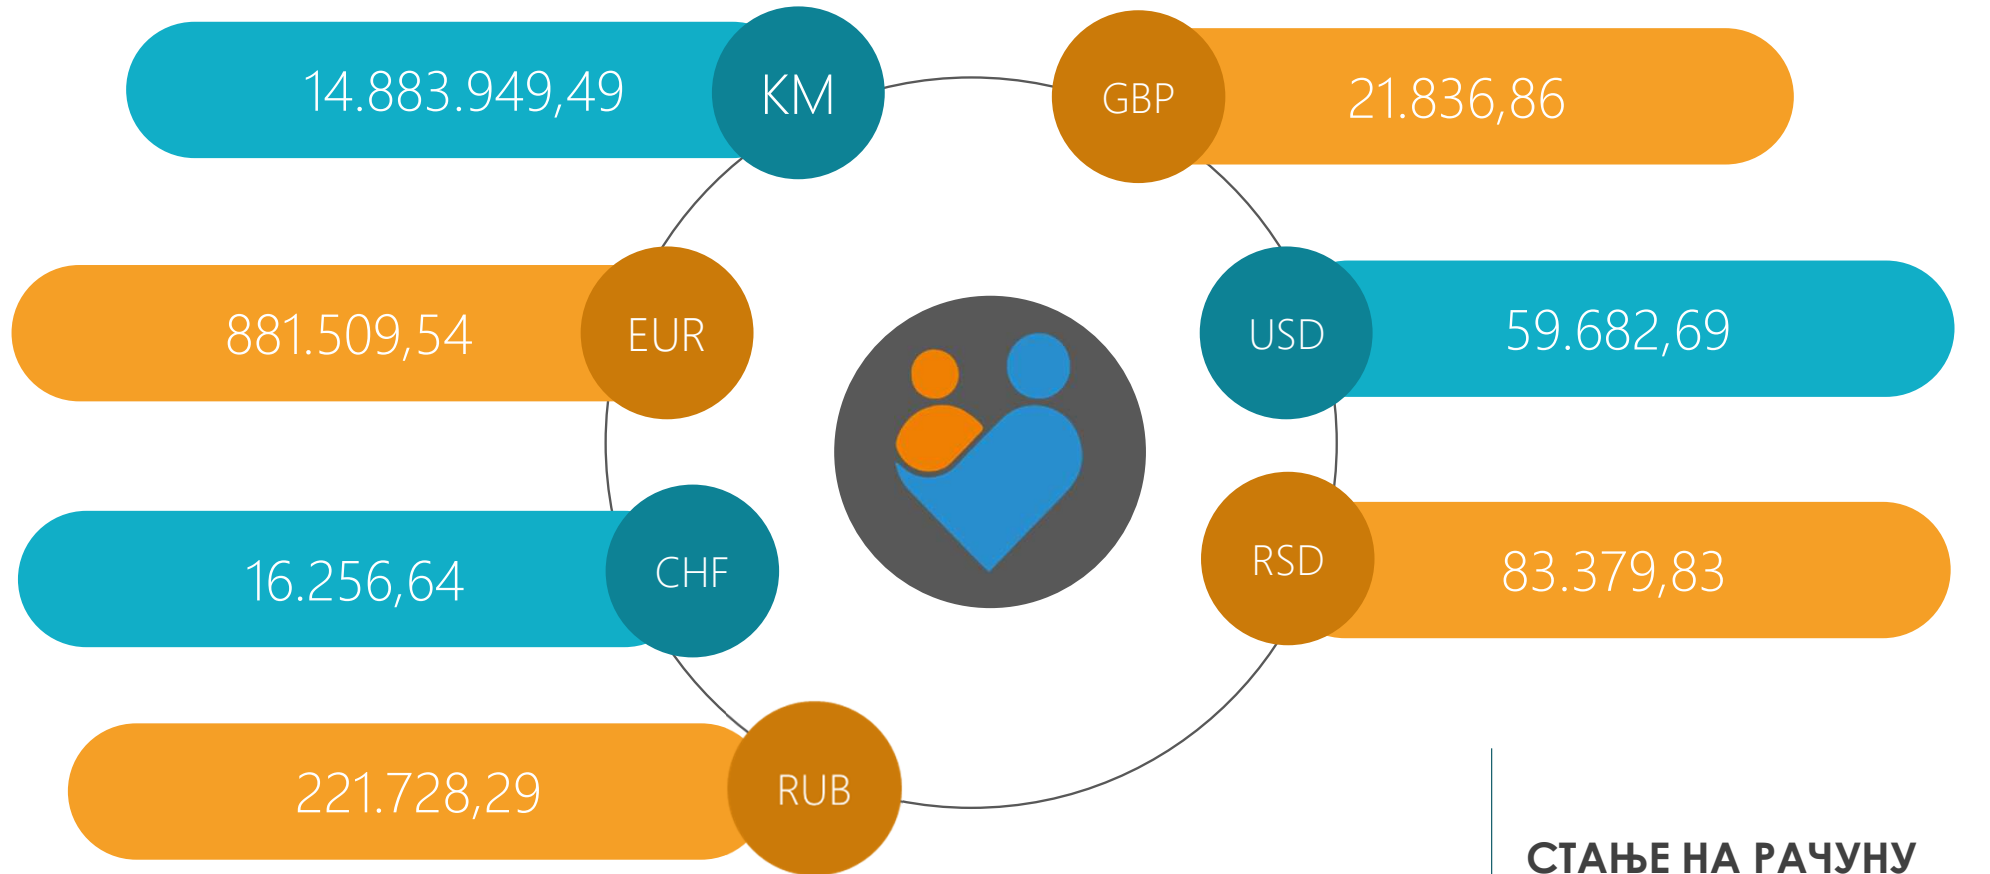 14.883.949,49
KM
GBP
21.836,86
881.509,54
EUR
USD
59.682,69
16.256,64
CHF
RSD
83.379,83
221.728,29
RUB
СТАЊЕ НА РАЧУНУ